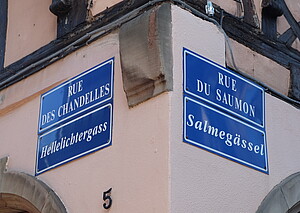 RUE
DES CHANDELLES
Hellelichtergass
RUE
DU SAUMON
Salmegässel
5